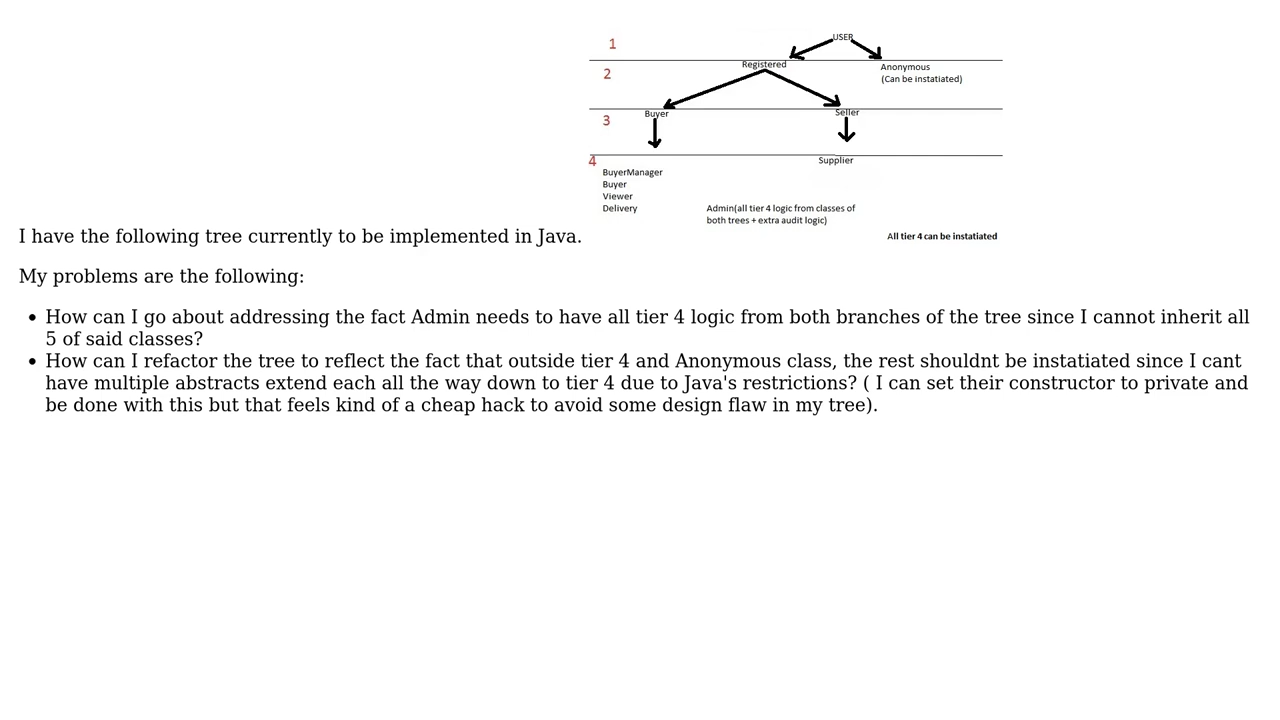 1
USER
2
Registered
Anonymous
(Can be instatiated)
3
Buyer
Seller
4
Supplier
BuyerManager
Buyer
Viewer
Delivery
Admin(all tier 4 logic from classes of
both trees + extra audit logic)
All tier 4 can be instatiated
I have the following tree currently to be implemented in Java.
My problems are the following:
• How can I go about addressing the fact Admin needs to have all tier 4 logic from both branches of the tree since I cannot inherit all
5 of said classes?
• How can I refactor the tree to reflect the fact that outside tier 4 and Anonymous class, the rest shouldnt be instatiated since I cant
have multiple abstracts extend each all the way down to tier 4 due to Java's restrictions? ( I can set their constructor to private and
be done with this but that feels kind of a cheap hack to avoid some design flaw in my tree).